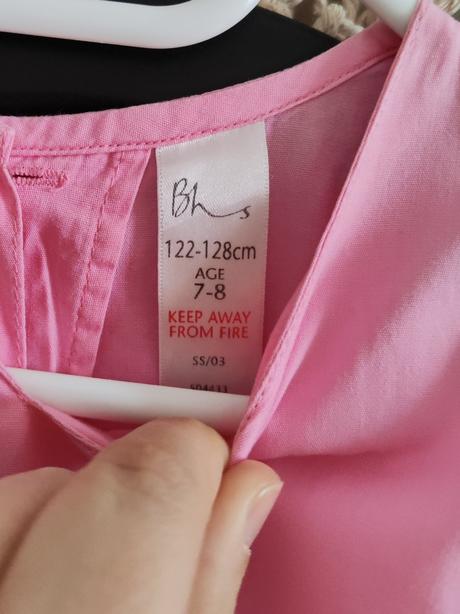 Bhs
122-128cm
AGE
7-8
KEEP AWAY
FROM FIRE
SS/03